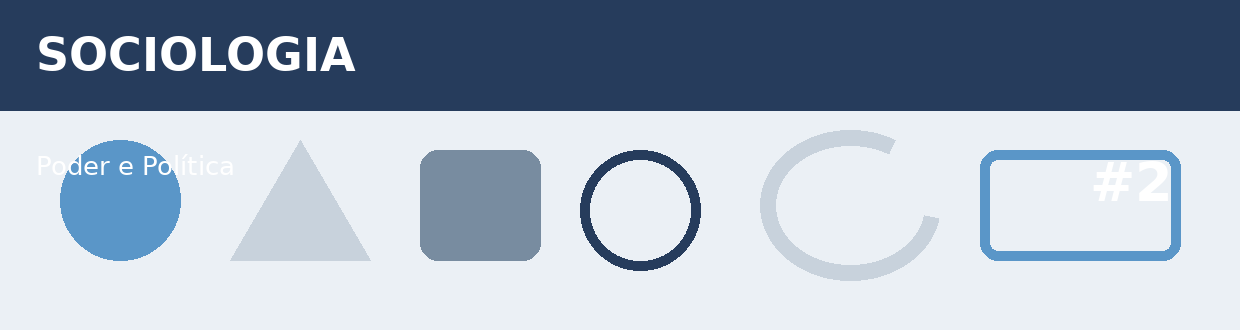 SOCIOLOGIA
Poder e Política
#2